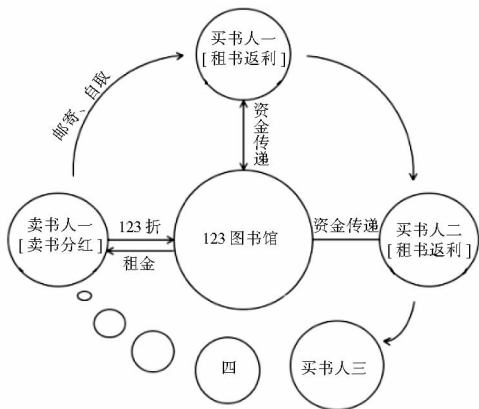 买书人一
[租书返利]
邮寄、自取
资金传递
卖书人一
[卖书分红]
123折
租金
123图书馆
资金传递
买书人二
[租书返利]
四
买书人三